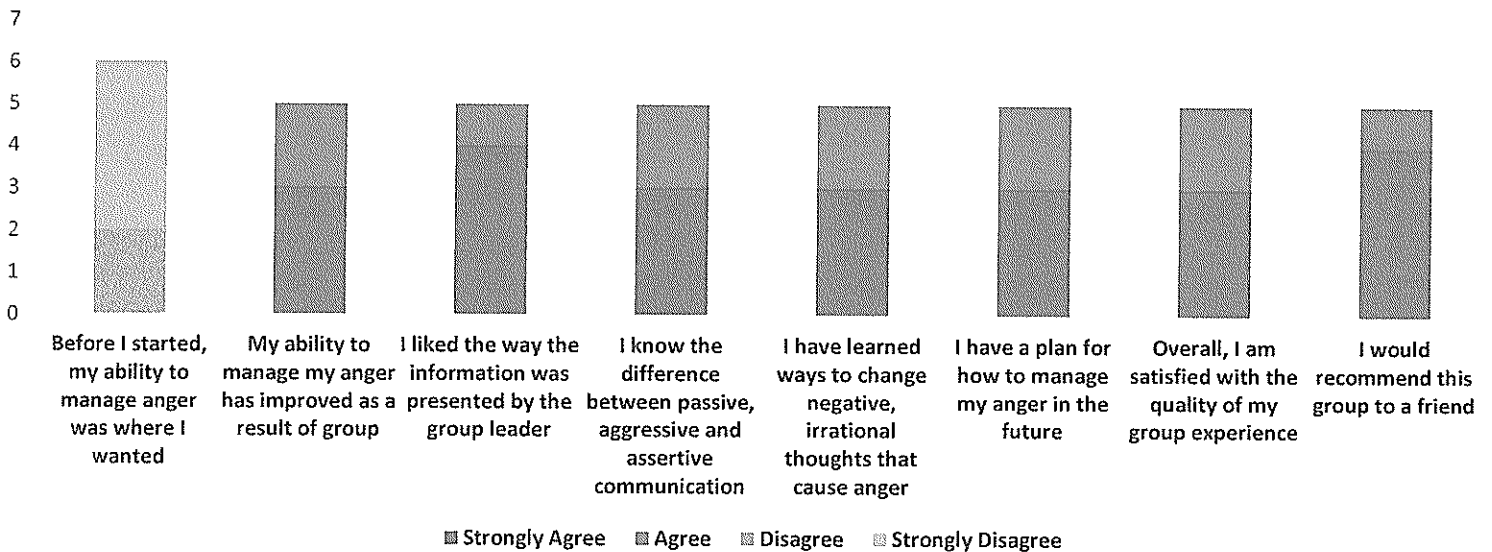 7
6
5
4
3
2
1
0
Before I started,
my ability to
manage anger
was where I
wanted
My ability to
manage my anger
has improved as a
result of group
I liked the way the
information was
presented by the
group leader
I know the
difference
between passive,
aggressive and
assertive
communication
I have learned
ways to change
negative,
irrational
thoughts that
cause anger
I have a plan for
how to manage
my anger in the
future
Overall, I am
satisfied with the
quality of my
group experience
I would
recommend this
group to a friend
Strongly Agree Agree Disagree Strongly Disagree